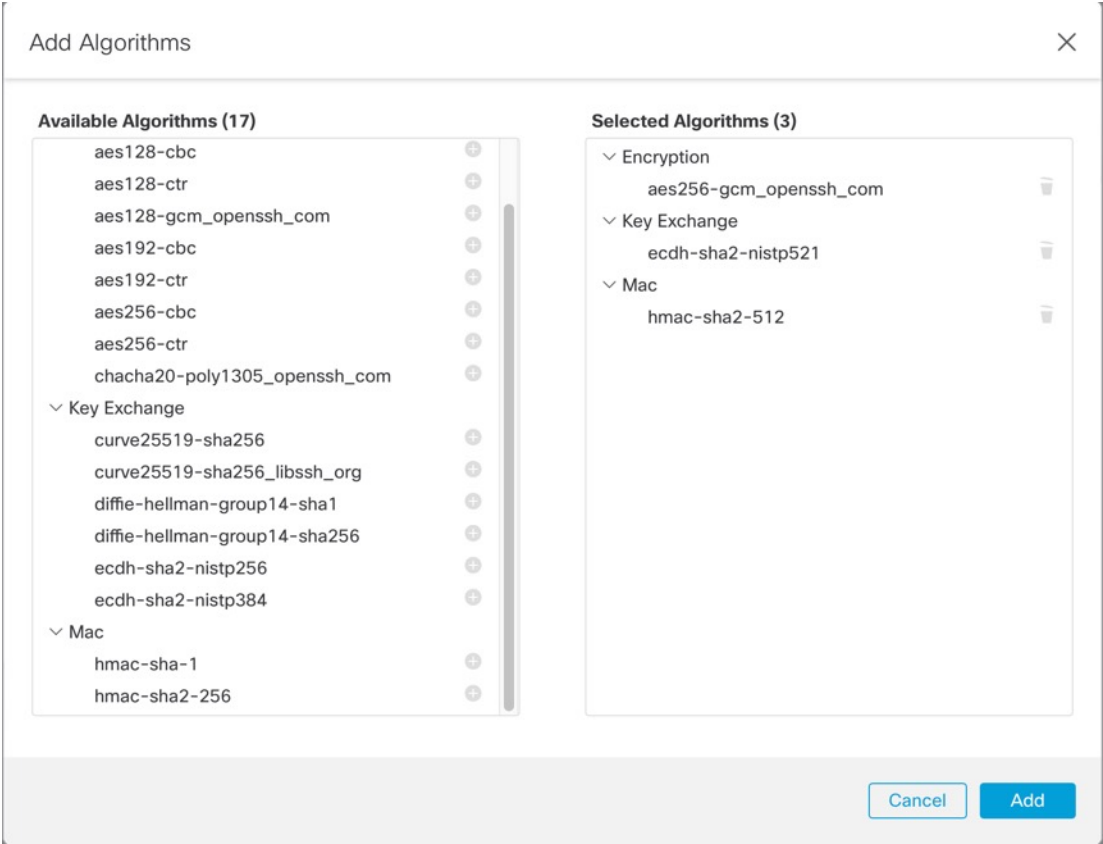 Add Algorithms
Available Algorithms (17)
aes128-cbc
aes128-ctr
aes128-gcm_openssh_com
aes192-cbc
aes192-ctr
aes256-cbc
aes256-ctr
chacha20-poly1305_openssh_com
Key Exchange
curve25519-sha256
curve25519-sha256_libssh_org
diffie-hellman-group14-sha1
diffie-hellman-group14-sha256
ecdh-sha2-nistp256
ecdh-sha2-nistp384
Mac
hmac-sha-1
hmac-sha2-256
Selected Algorithms (3)
Encryption
aes256-gcm_openssh_com
Key Exchange
ecdh-sha2-nistp521
Mac
hmac-sha2-512
Cancel
Add